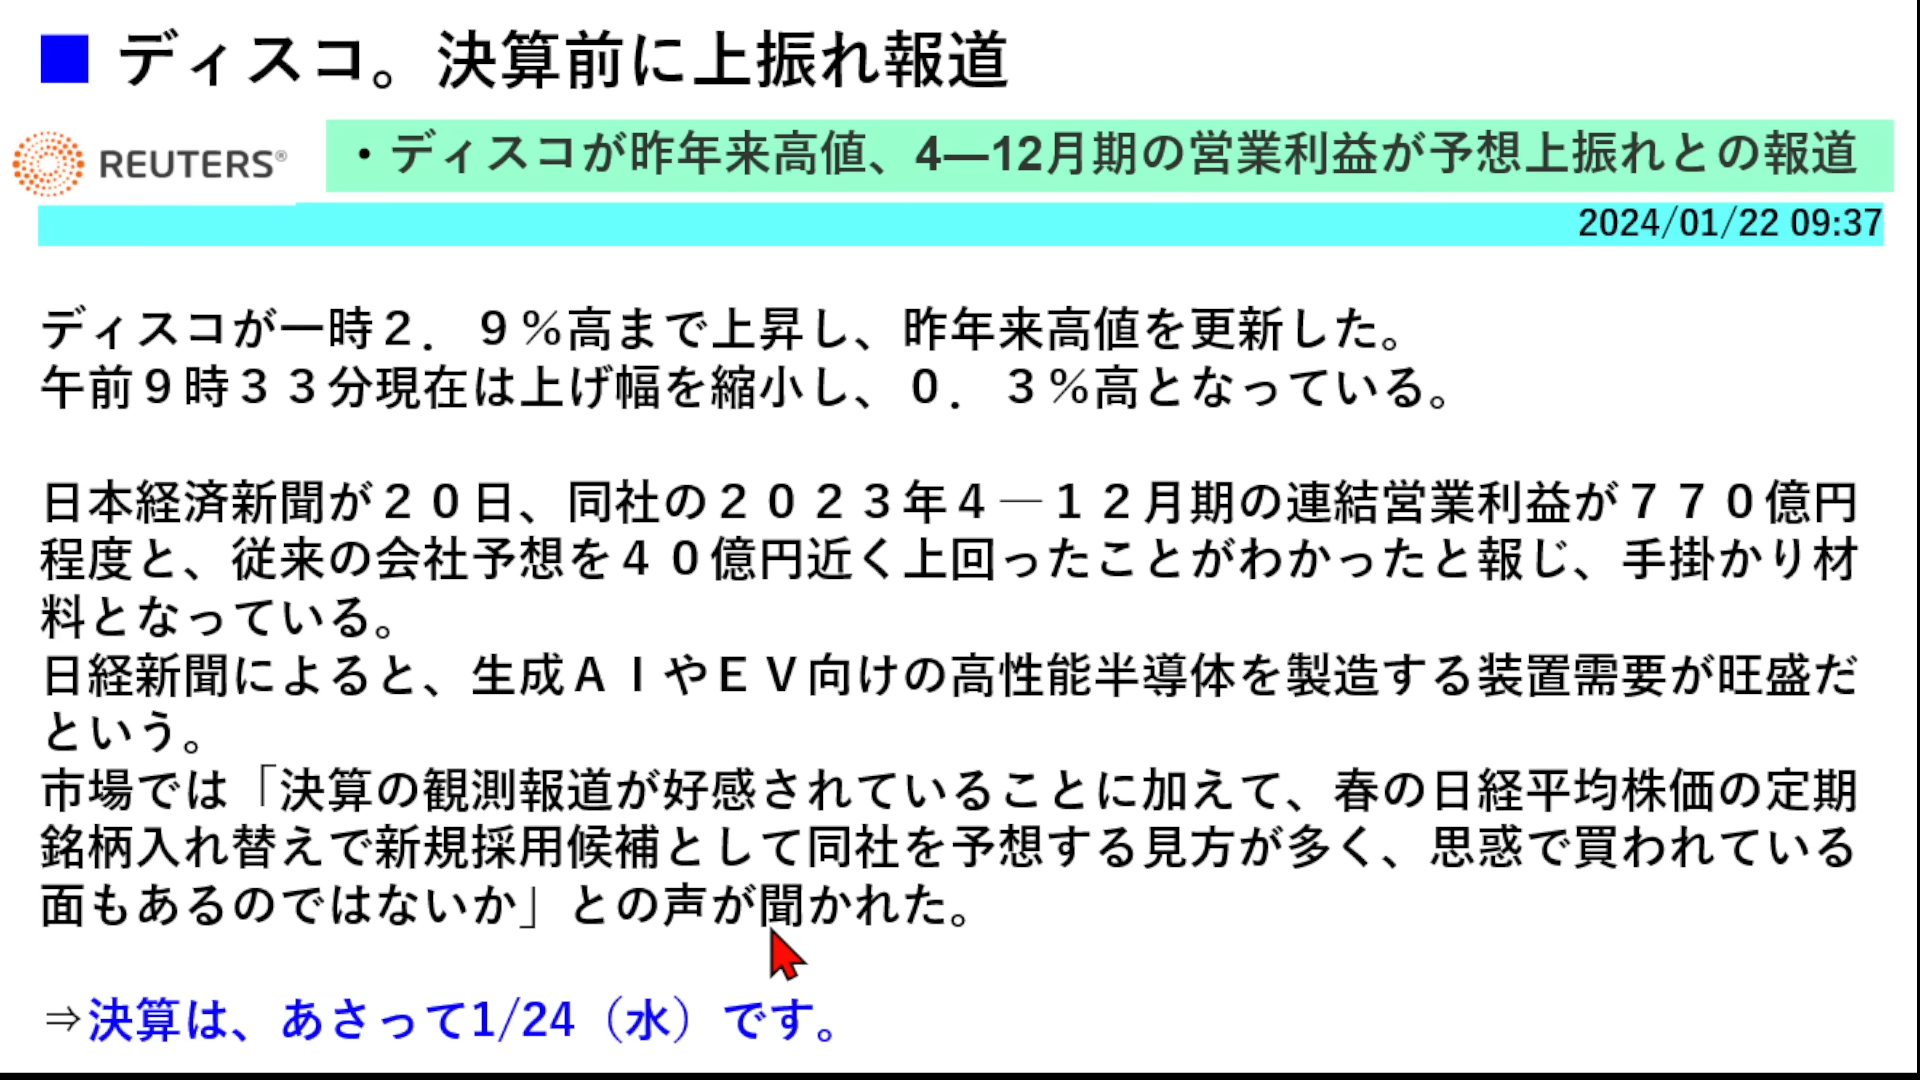 ■ ディスコ。決算前に上振れ報道
REUTERS®
・ディスコが昨年来高値、4―12月期の営業利益が予想上振れとの報道
2024/01/22 09:37
ディスコが一時２．９％高まで上昇し、昨年来高値を更新した。
午前９時３３分現在は上げ幅を縮小し、０．３％高となっている。
日本経済新聞が２０日、同社の２０２３年４―１２月期の連結営業利益が７７０億円
程度と、従来の会社予想を４０億円近く上回ったことがわかったと報じ、手掛かり材
料となっている。
日経新聞によると、生成ＡＩやＥＶ向けの高性能半導体を製造する装置需要が旺盛だ
という。
市場では「決算の観測報道が好感されていることに加えて、春の日経平均株価の定期
銘柄入れ替えで新規採用候補として同社を予想する見方が多く、思惑で買われている
面もあるのではないか」との声が聞かれた。
⇒決算は、あさって1/24（水）です。